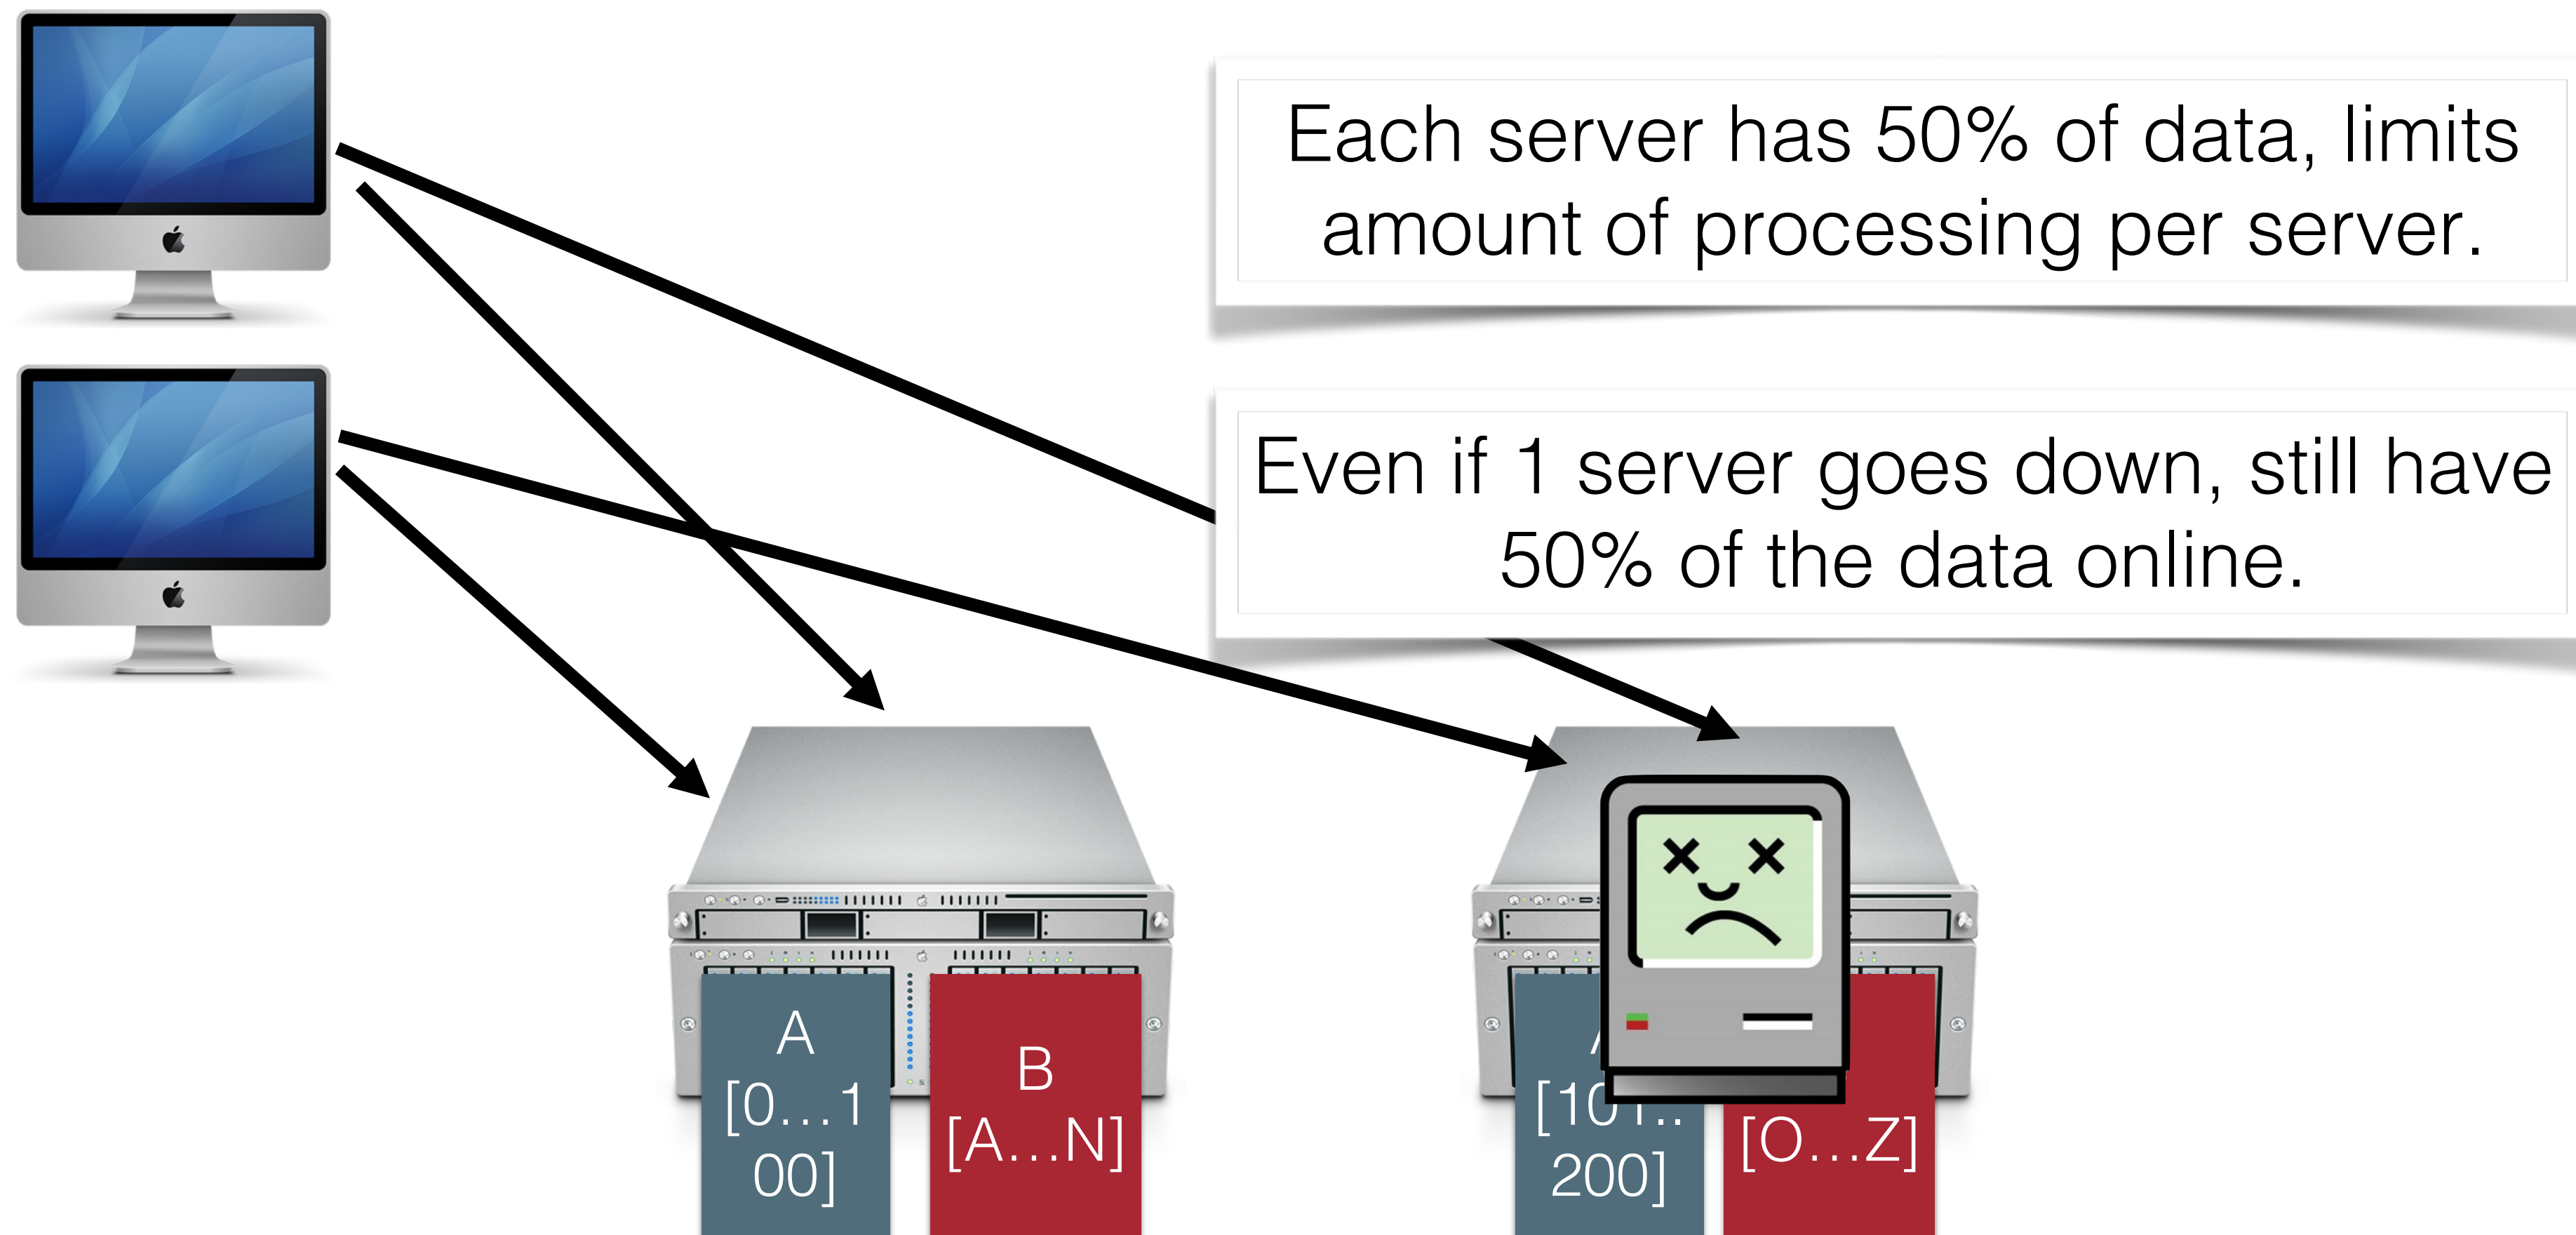 Each server has 50% of data, limits
amount of processing per server.
Even if 1 server goes down, still have
50% of the data online.
A
[0…1
00]
B
[A…N]
[101..
200]
[O…Z]